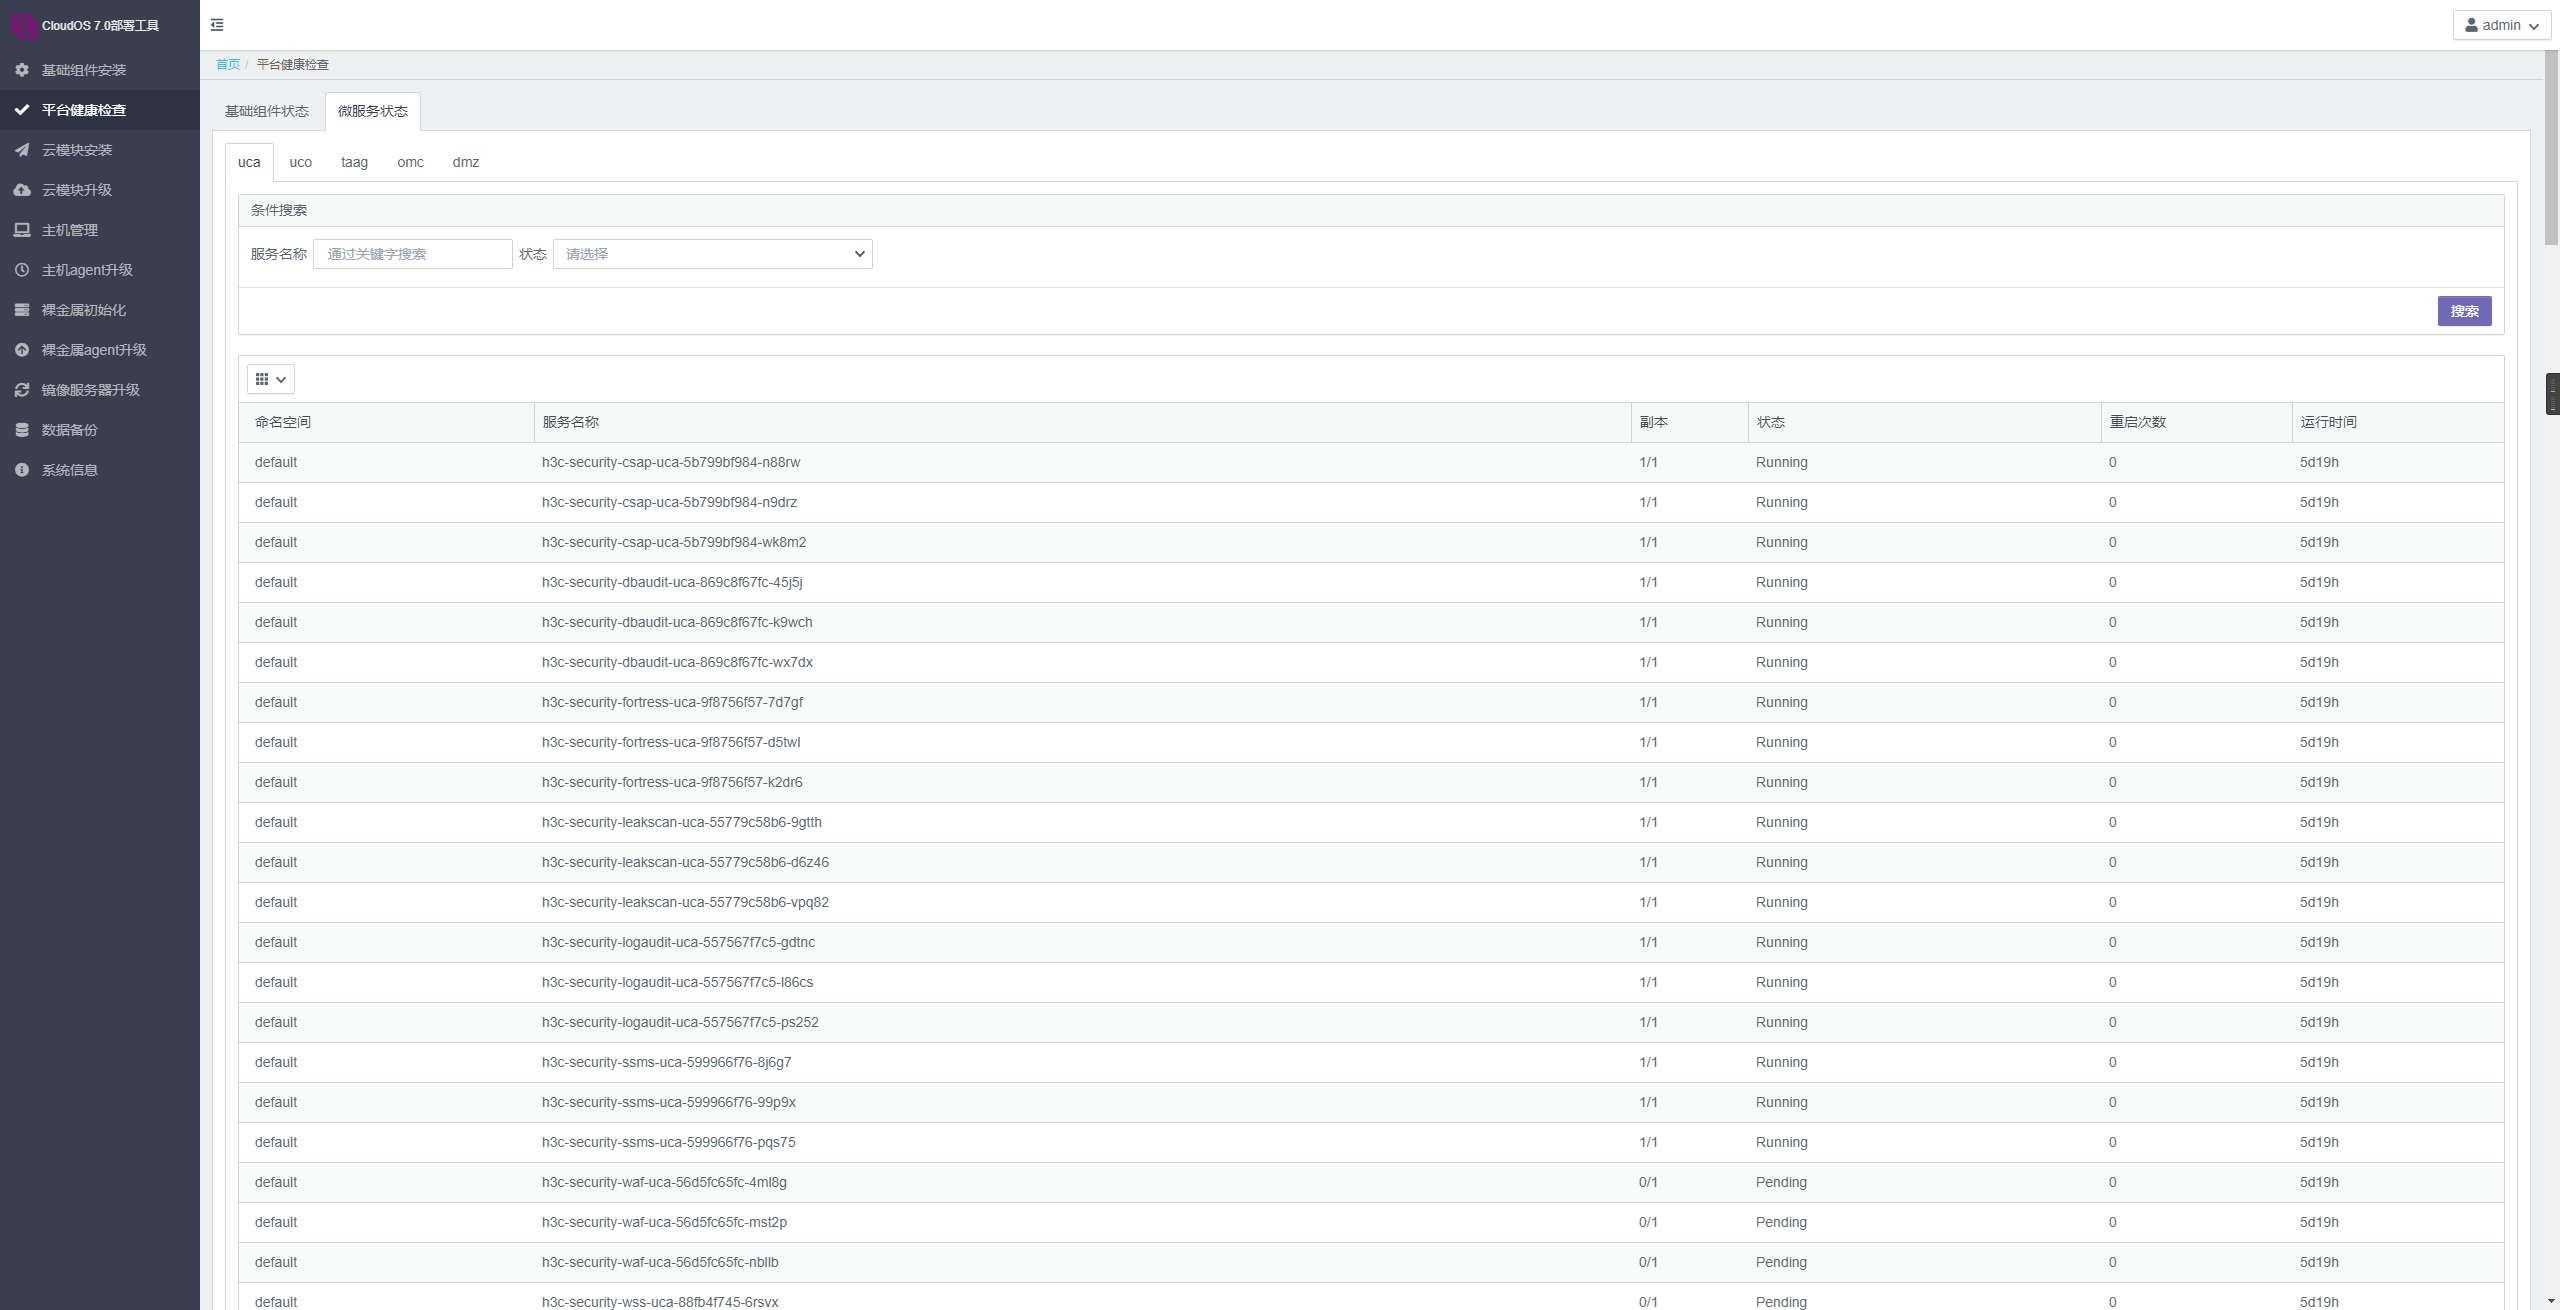 CloudOS 7.0部署工具
admin
基础组件安装
平台健康检查
云模块安装
云模块升级
主机管理
主机agent升级
裸金属初始化
裸金属agent升级
镜像服务器升级
数据备份
系统信息
首页 / 平台健康检查
基础组件状态 微服务状态
uca uco taag omc dmz
条件搜索
服务名称 通过关键字搜索 状态 请选择
搜索
命名空间 服务名称 副本 状态 重启次数 运行时间
default h3c-security-csap-uca-5b799bf984-n88rw 1/1 Running 0 5d19h
default h3c-security-csap-uca-5b799bf984-n9drz 1/1 Running 0 5d19h
default h3c-security-csap-uca-5b799bf984-wk8m2 1/1 Running 0 5d19h
default h3c-security-dbaudit-uca-869c8f67fc-45j5j 1/1 Running 0 5d19h
default h3c-security-dbaudit-uca-869c8f67fc-k9wch 1/1 Running 0 5d19h
default h3c-security-dbaudit-uca-869c8f67fc-wx7dx 1/1 Running 0 5d19h
default h3c-security-fortress-uca-9f8756f57-7d7gf 1/1 Running 0 5d19h
default h3c-security-fortress-uca-9f8756f57-d5twl 1/1 Running 0 5d19h
default h3c-security-fortress-uca-9f8756f57-k2dr6 1/1 Running 0 5d19h
default h3c-security-leakscan-uca-55779c58b6-9gtth 1/1 Running 0 5d19h
default h3c-security-leakscan-uca-55779c58b6-d6z46 1/1 Running 0 5d19h
default h3c-security-leakscan-uca-55779c58b6-vpq82 1/1 Running 0 5d19h
default h3c-security-logaudit-uca-557567f7c5-gdtnc 1/1 Running 0 5d19h
default h3c-security-logaudit-uca-557567f7c5-l86cs 1/1 Running 0 5d19h
default h3c-security-logaudit-uca-557567f7c5-ps252 1/1 Running 0 5d19h
default h3c-security-ssms-uca-599966f76-8j6g7 1/1 Running 0 5d19h
default h3c-security-ssms-uca-599966f76-99p9x 1/1 Running 0 5d19h
default h3c-security-ssms-uca-599966f76-pqs75 1/1 Running 0 5d19h
default h3c-security-waf-uca-56d5fc65fc-4ml8g 0/1 Pending 0 5d19h
default h3c-security-waf-uca-56d5fc65fc-mst2p 0/1 Pending 0 5d19h
default h3c-security-waf-uca-56d5fc65fc-nbllb 0/1 Pending 0 5d19h
default h3c-security-wss-uca-88fb4f745-6rsvx 0/1 Pending 0 5d19h